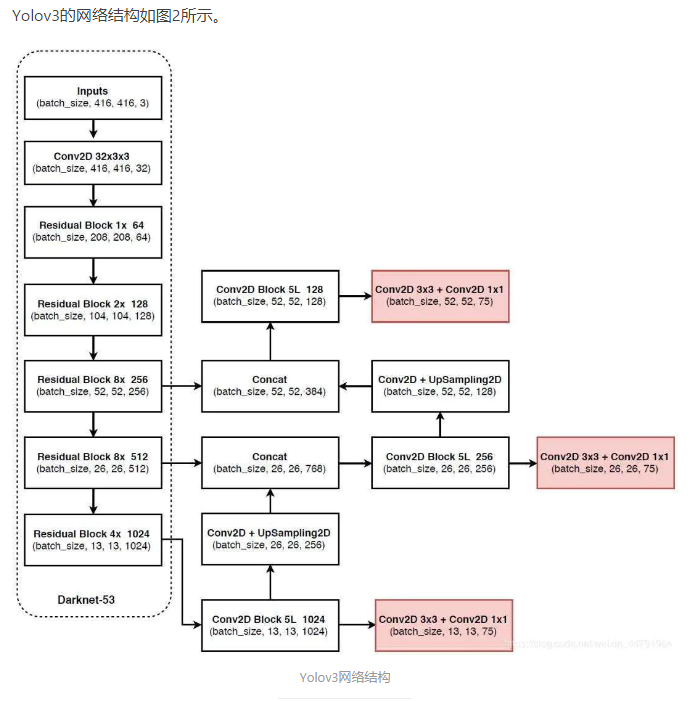 Yolov3的网络结构如图2所示。
Inputs
(batch_size, 416, 416, 3)
Conv2D 32x3x3
(batch_size, 416, 416, 32)
Residual Block 1x 64
(batch_size, 208, 208, 64)
Residual Block 2x 128
(batch_size, 104, 104, 128)
Residual Block 8x 256
(batch_size, 52, 52, 256)
Residual Block 8x 512
(batch_size, 26, 26, 512)
Residual Block 4x 1024
(batch_size, 13, 13, 1024)
Darknet-53
Conv2D Block 5L 128
(batch_size, 52, 52, 128)
Conv2D 3x3 + Conv2D 1x1
(batch_size, 52, 52, 75)
Concat
(batch_size, 52, 52, 384)
Conv2D + UpSampling2D
(batch_size, 52, 52, 128)
Concat
(batch_size, 26, 26, 768)
Conv2D Block 5L 256
(batch_size, 26, 26, 256)
Conv2D 3x3 + Conv2D 1x1
(batch_size, 26, 26, 75)
Conv2D + UpSampling2D
(batch_size, 26, 26, 256)
Conv2D Block 5L 1024
(batch_size, 13, 13, 1024)
Conv2D 3x3 + Conv2D 1x1
(batch_size, 13, 13, 75)
Yolov3网络结构